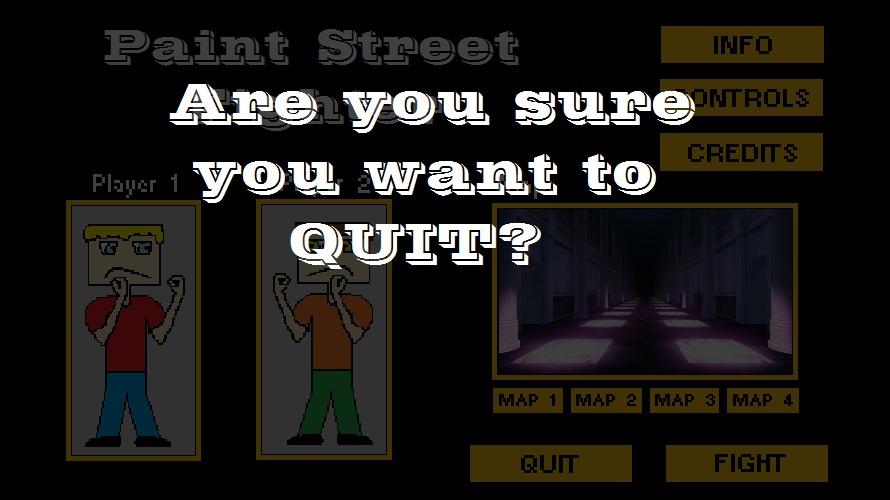 Paint Street
Fighter
INFO
Are you sure
CONTROLS
you want to
CREDITS
Player 1
QUIT?
MAP 1
MAP 2
MAP 3
MAP 4
QUIT
FIGHT